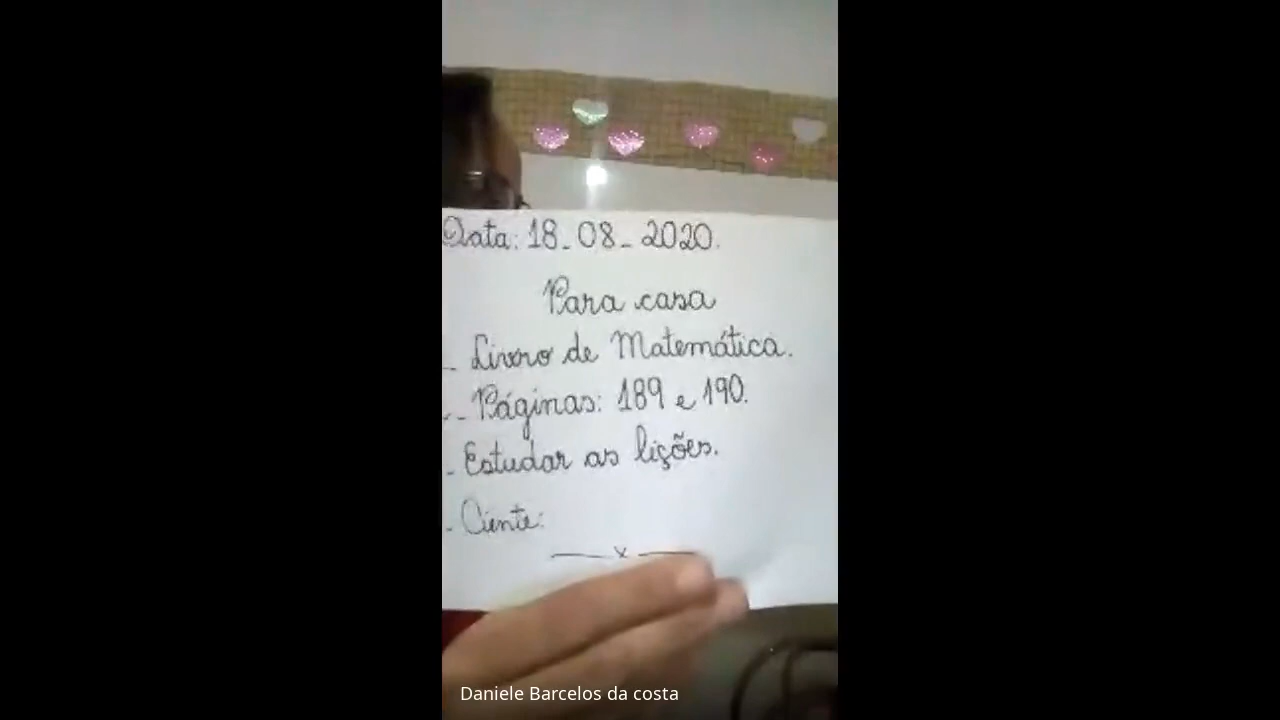 Data: 18-08-2020.
Para casa
- Livro de Matemática.
- Páginas: 189 e 190.
- Estudar as lições.
- Ciente:
—x—
Daniele Barcelos da costa